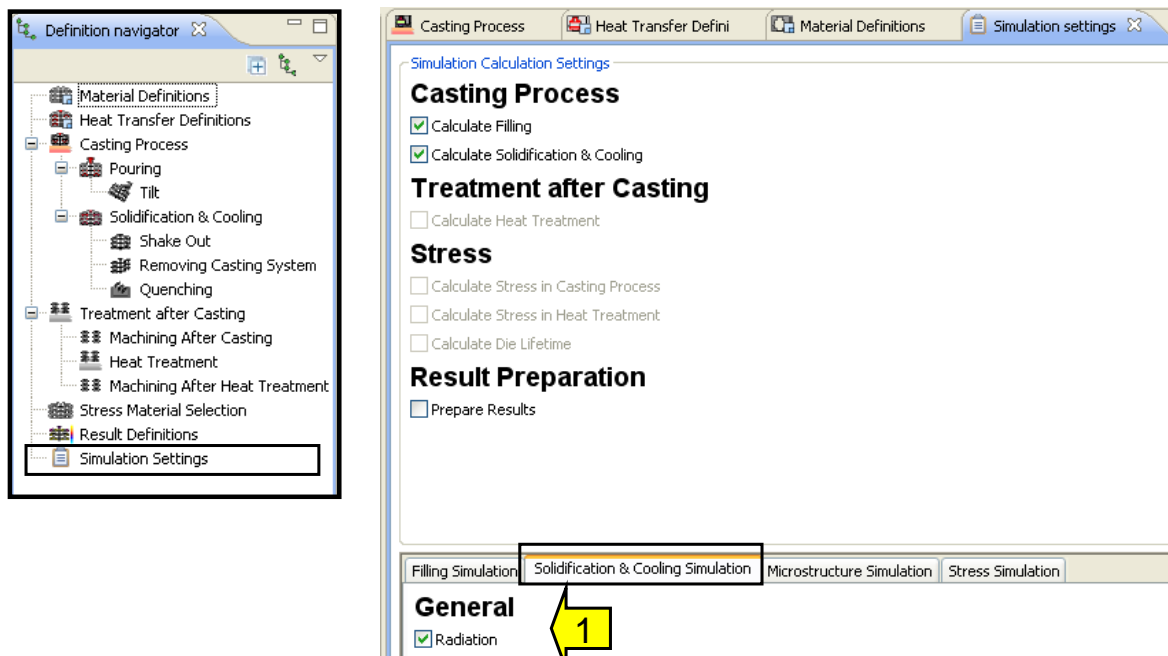 Definition navigator
Material Definitions
Heat Transfer Definitions
Casting Process
Pouring
Tilt
Solidification & Cooling
Shake Out
Removing Casting System
Quenching
Treatment after Casting
Machining After Casting
Heat Treatment
Machining After Heat Treatment
Stress Material Selection
Result Definitions
Simulation Settings
Casting Process Heat Transfer Defini Material Definitions Simulation settings
Simulation Calculation Settings
Casting Process
Calculate Filling
Calculate Solidification & Cooling
Treatment after Casting
Calculate Heat Treatment
Stress
Calculate Stress in Casting Process
Calculate Stress in Heat Treatment
Calculate Die Lifetime
Result Preparation
Prepare Results
Filling Simulation Solidification & Cooling Simulation Microstructure Simulation Stress Simulation
General
Radiation
1